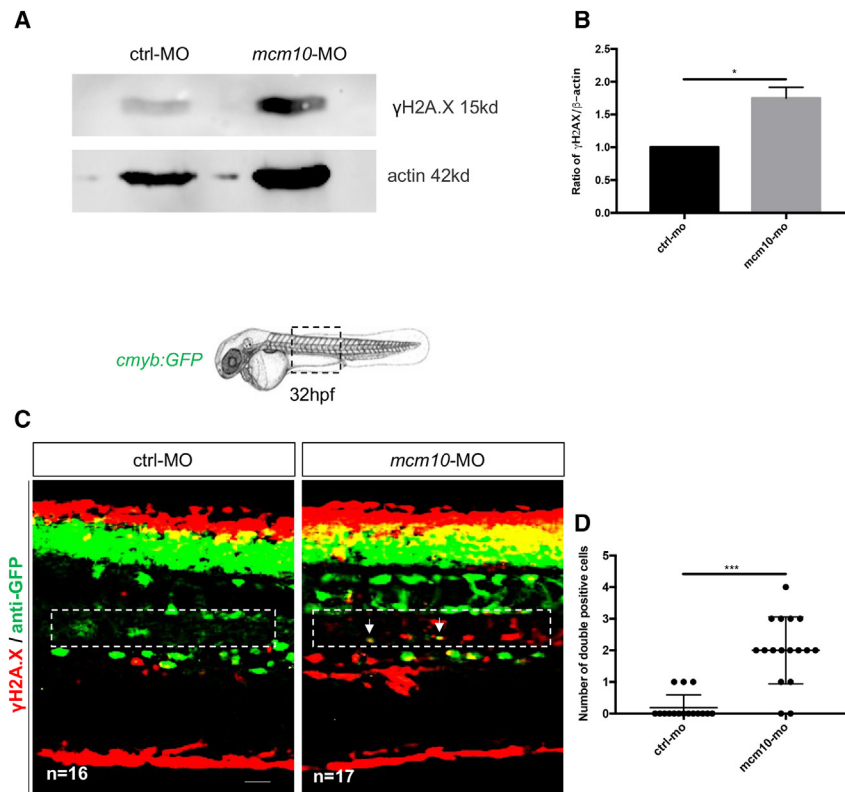 A
ctrl-MO mcm10-MO
γH2A.X 15kd
actin 42kd
B
Ratio of γH2AX/β-actin
2.5
2.0
1.5
1.0
0.5
0.0
*
ctrl-mo
mcm10-mo
cmyb:GFP
32hpf
C
ctrl-MO
mcm10-MO
γH2A.X / anti-GFP
n=16
n=17
D
Number of double positive cells
5
4
3
2
1
0
***
ctrl-mo
mcm10-mo